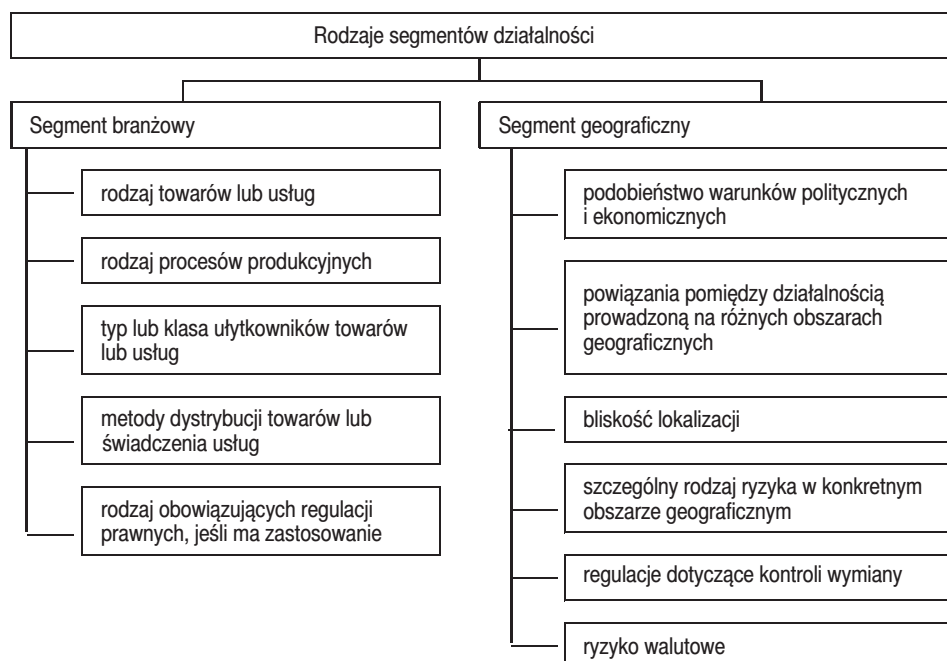 Rodzaje segmentów działalności
Segment branżowy
rodzaj towarów lub usług
rodzaj procesów produkcyjnych
typ lub klasa ułytkowników towarów
lub usług
metody dystrybucji towarów lub
świadczenia usług
rodzaj obowiązujących regulacji
prawnych, jeśli ma zastosowanie
Segment geograficzny
podobieństwo warunków politycznych
i ekonomicznych
powiązania pomiędzy działalnością
prowadzoną na różnych obszarach
geograficznych
bliskość lokalizacji
szczególny rodzaj ryzyka w konkretnym
obszarze geograficznym
regulacje dotyczące kontroli wymiany
ryzyko walutowe